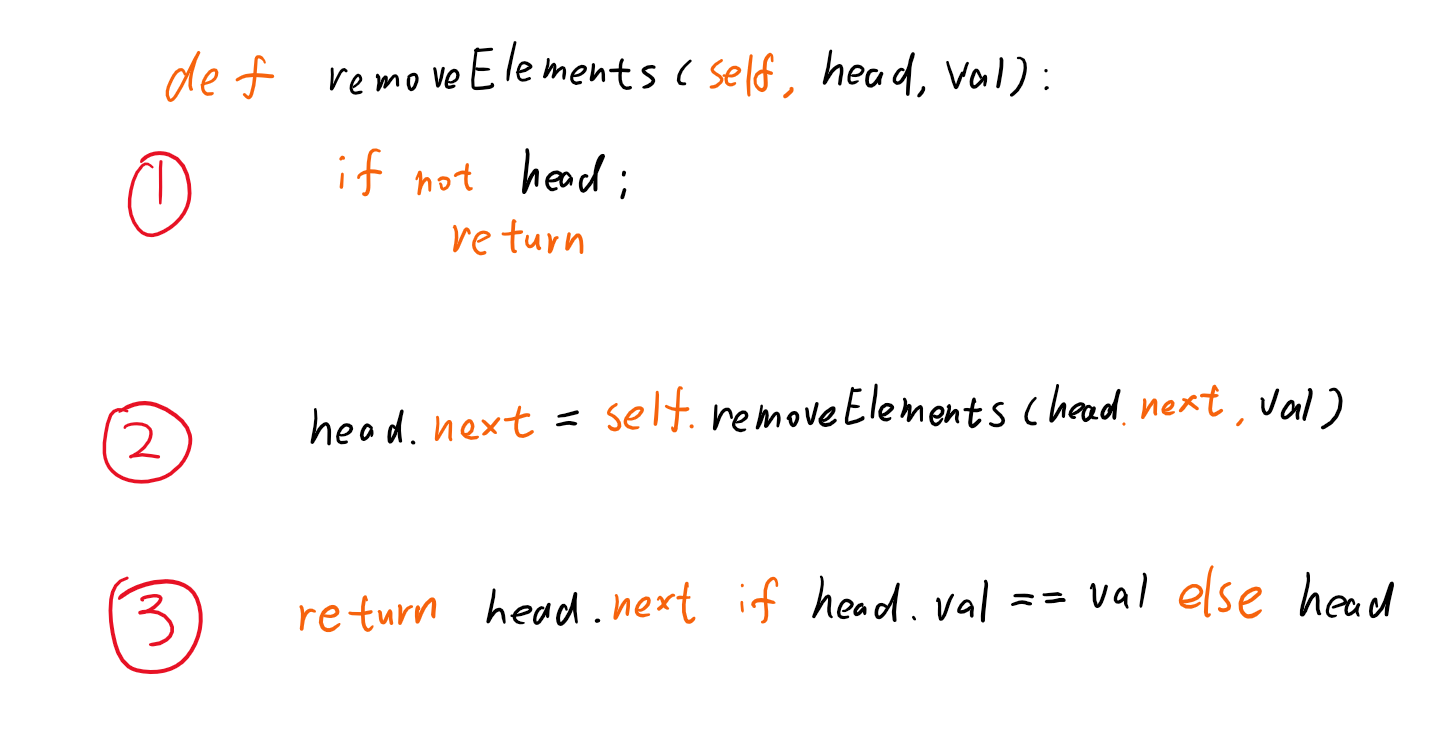 def removeElements(self, head, val):
① if not head;
return
② head.next = self.removeElements(head.next, val)
③ return head.next if head.val == val else head